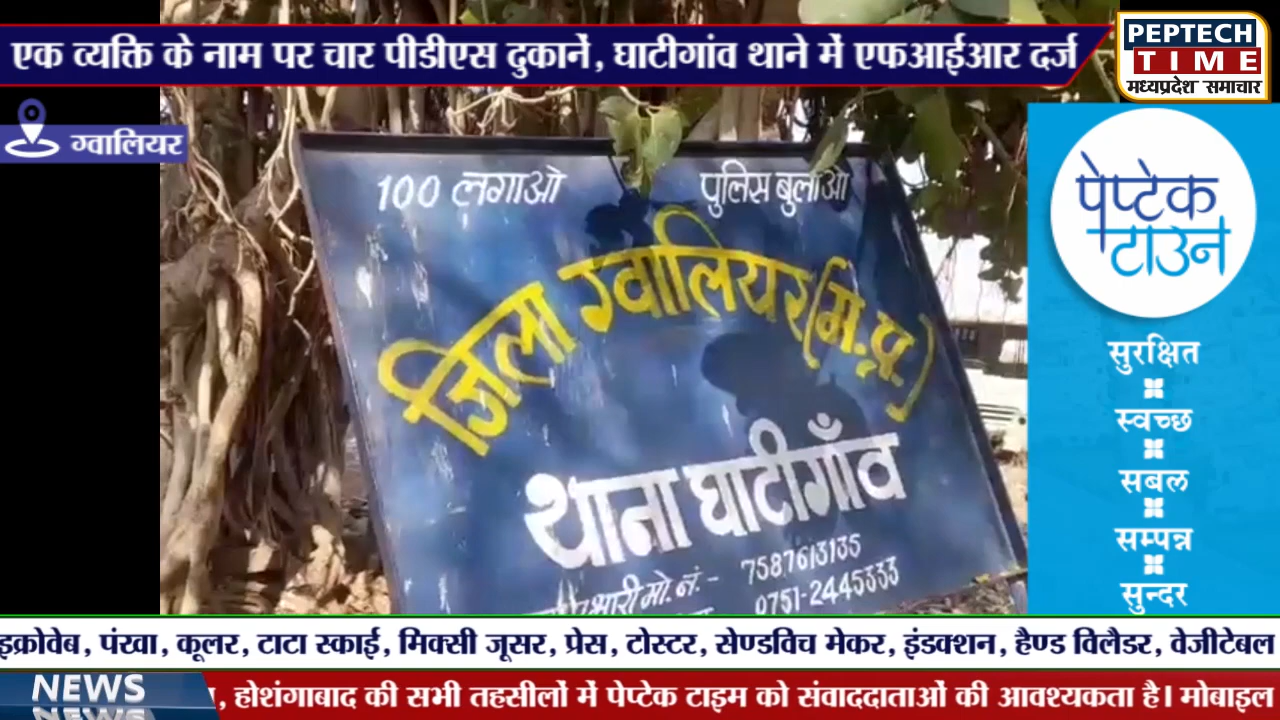 एक व्यक्ति के नाम पर चार पीडीएस दुकानें, घाटीगांव थाने में एफआईआर दर्ज
PEPTECH
TIME
मध्यप्रदेश समाचार
ग्वालियर
100 लगाओ पुलिस बुलाओ
जिला ग्वालियर (म.प्र.)
थाना घाटीगाँव
मो. नं. - 7587613135
0751-2445333
पेप्टेक
टाउन
सुरक्षित
स्वच्छ
सबल
सम्पन्न
सुन्दर
पंखा, कूलर, टाटा स्काई, मिक्सी जूसर, प्रेस, टोस्टर, सेण्डविच मेकर, इंडक्शन, हैण्ड विलैडर, वेजीटेबल
NEWS , होशंगाबाद की सभी तहसीलों में पेप्टेक टाइम को संवाददाताओं की आवश्यकता है। मोबाइल